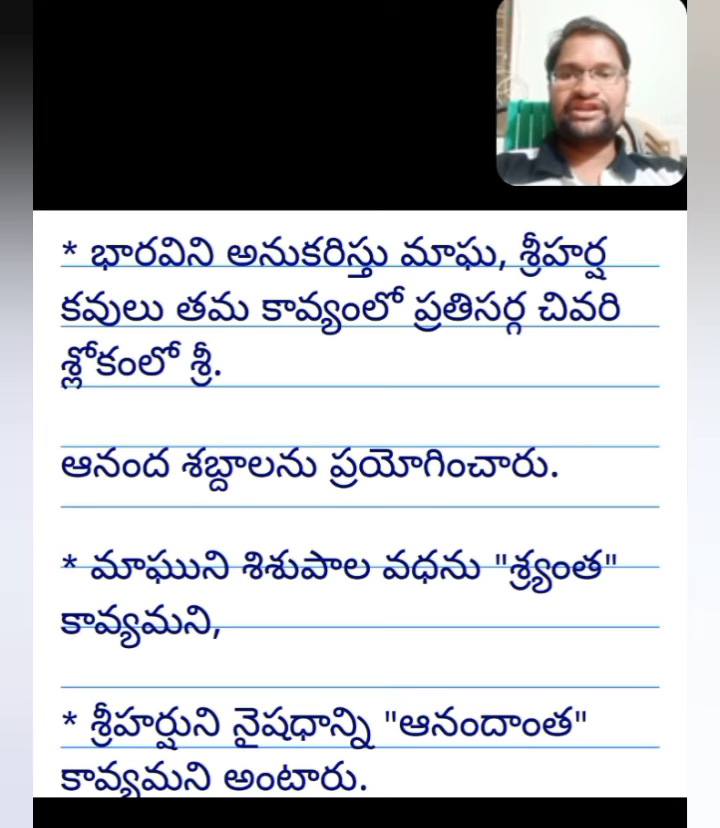 * భారవిని అనుకరిస్తు మాఘ, శ్రీహర్ష
కవులు తమ కావ్యంలో ప్రతిసర్గ చివరి
శ్లోకంలో శ్రీ.
ఆనంద శబ్దాలను ప్రయోగించారు.
* మాఘుని శిశుపాల వధను "శ్ర్యంత"
కావ్యమని,
* శ్రీహర్షుని నైషధాన్ని "ఆనందాంత"
కావ్యమని అంటారు.